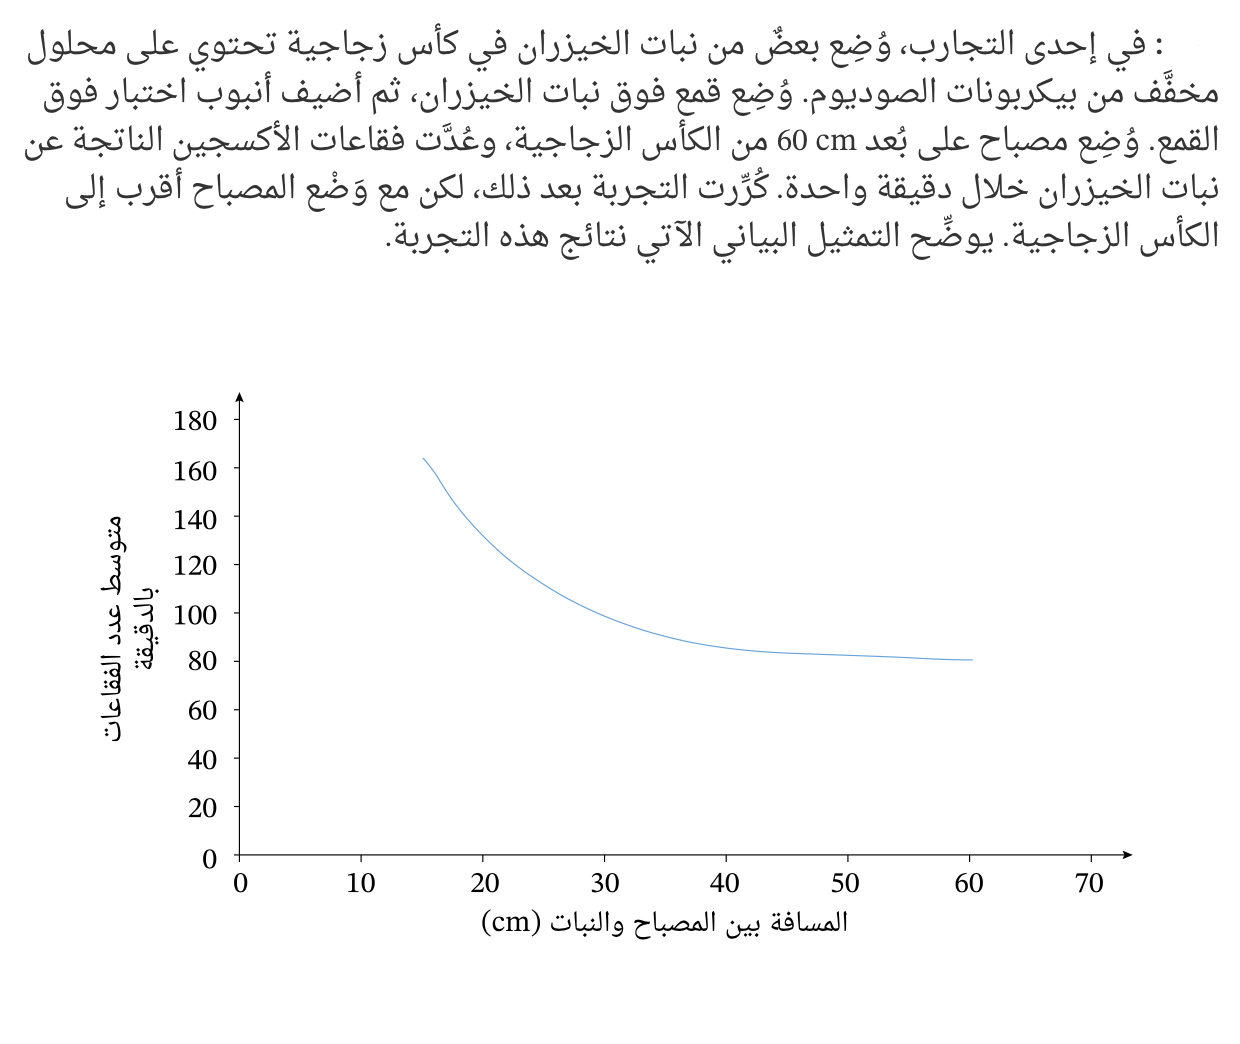 : في إحدى التجارب، وُضِع بعضٌ من نبات الخيزران في كأس زجاجية تحتوي على محلول
مخفَّف من بيكربونات الصوديوم. وُضِع قمع فوق نبات الخيزران، ثم أضيف أنبوب اختبار فوق
القمع. وُضِع مصباح على بُعد 60 cm من الكأس الزجاجية، وعُدَّت فقاعات الأكسجين الناتجة عن
نبات الخيزران خلال دقيقة واحدة. كُرِّرت التجربة بعد ذلك، لكن مع وَضْع المصباح أقرب إلى
الكأس الزجاجية. يوضِّح التمثيل البياني الآتي نتائج هذه التجربة.
متوسط عدد الفقاعات
بالدقيقة
180
160
140
120
100
80
60
40
20
0
0 10 20 30 40 50 60 70
المسافة بين المصباح والنبات (cm)